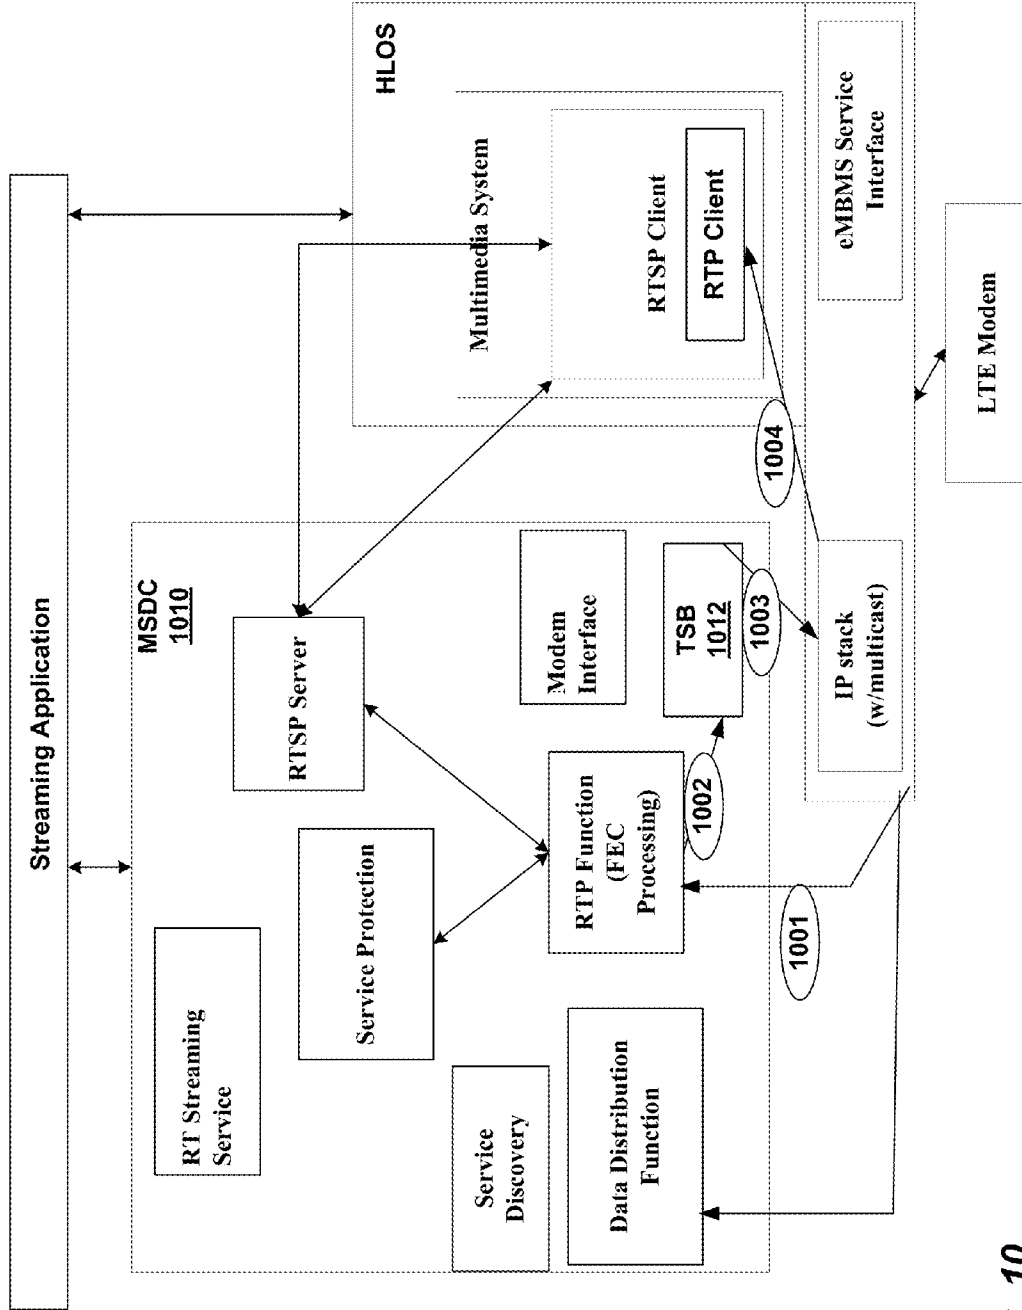 Streaming Application
MSDC
1010
RT Streaming
Service
Service Protection
RTSP Server
Service
Discovery
Data Distribution
Function
RTP Function
(FEC
Processing)
Modem
Interface
TSB
1012
HLOS
Multimedia System
RTSP Client
RTP Client
1001
1002
1003
1004
IP stack
(w/multicast)
eMBMS Service
Interface
LTE Modem
10